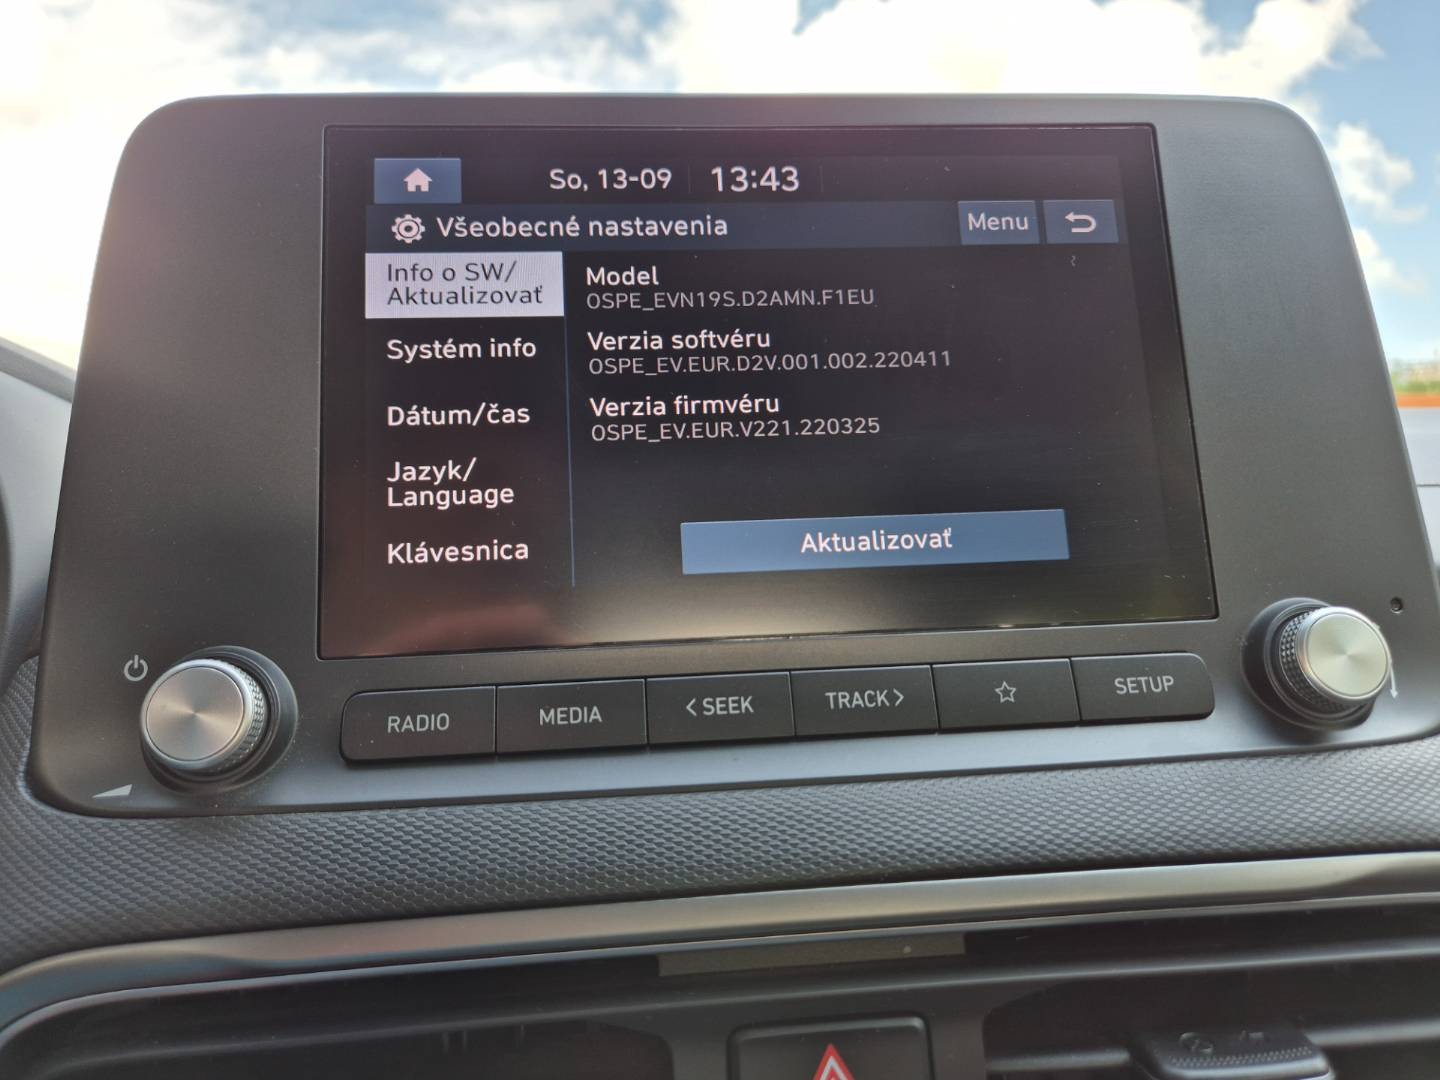 So, 13-09 13:43
Všeobecné nastavenia Menu
Info o SW/
Aktualizovať
Systém info
Dátum/čas
Jazyk/
Language
Klávesnica
Model
OSPE_EVN19S.D2AMN.F1EU
Verzia softvéru
OSPE_EV.EUR.D2V.001.002.220411
Verzia firmvéru
OSPE_EV.EUR.V221.220325
Aktualizovať
RADIO MEDIA < SEEK TRACK > SETUP